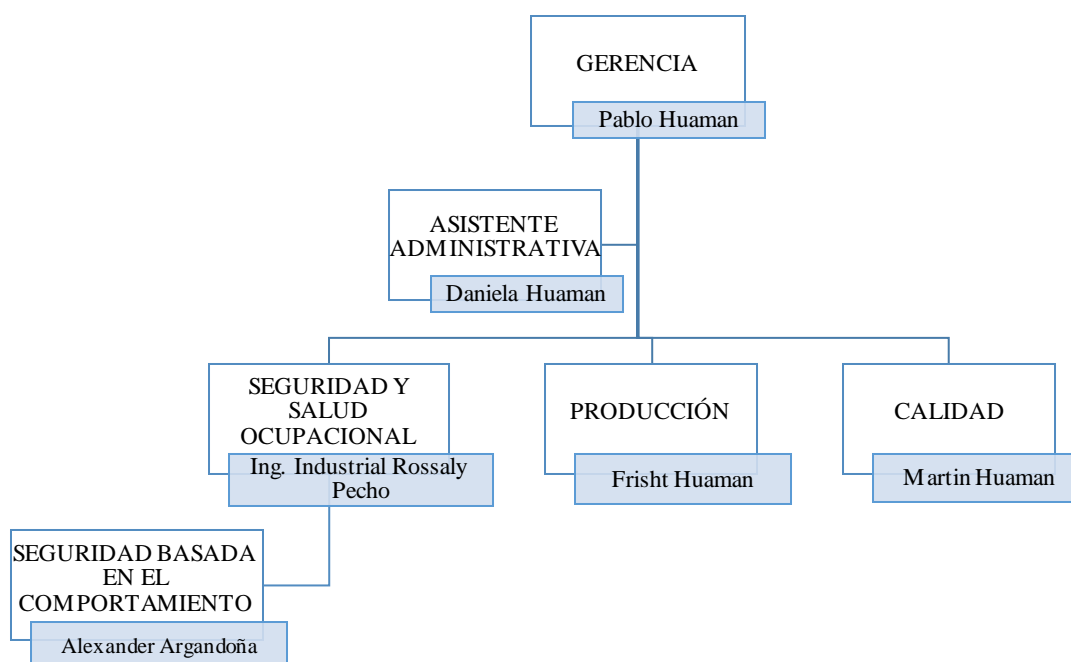 GERENCIA
Pablo Huaman
ASISTENTE
ADMINISTRATIVA
Daniela Huaman
SEGURIDAD Y
SALUD
OCUPACIONAL
Ing. Industrial Rossaly
Pecho
PRODUCCIÓN
Frisht Huaman
CALIDAD
Martin Huaman
SEGURIDAD BASADA
EN EL
COMPORTAMIENTO
Alexander Argandoña